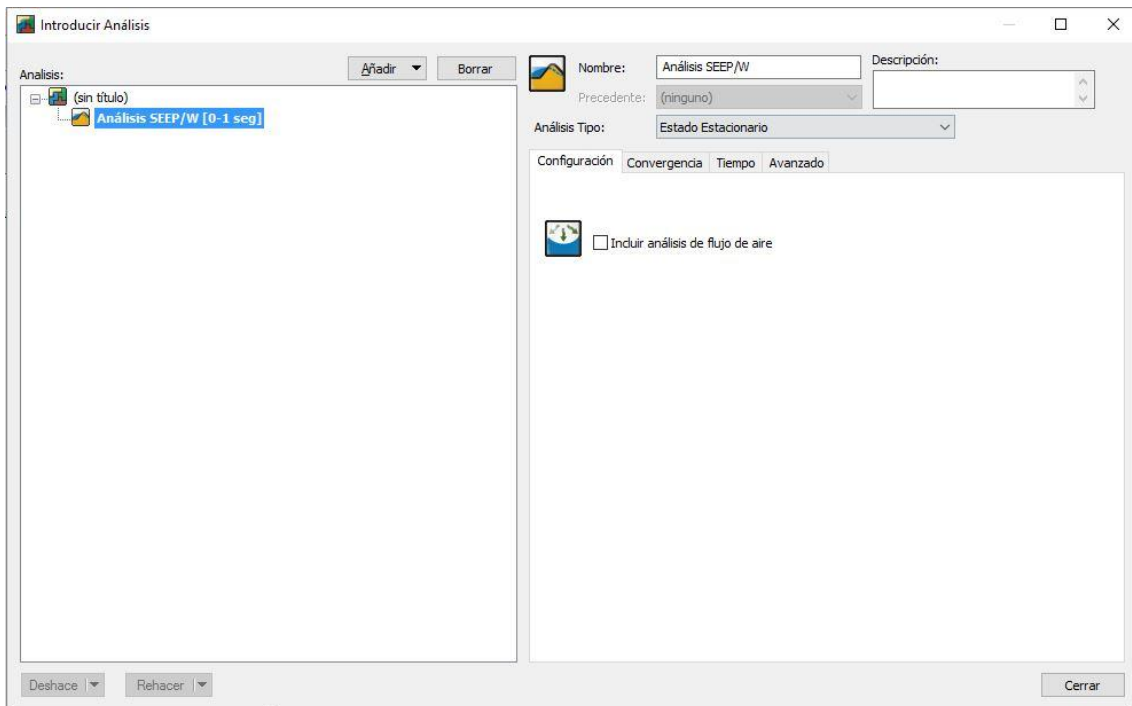 Introducir Análisis
Analisis:
Añadir
Borrar
(sin título)
Análisis SEEP/W [0-1 seg]
Nombre:
Análisis SEEP/W
Descripción:
Precedente:
(ninguno)
Análisis Tipo:
Estado Estacionario
Configuración
Convergencia
Tiempo
Avanzado
Incluir análisis de flujo de aire
Deshace
Rehacer
Cerrar